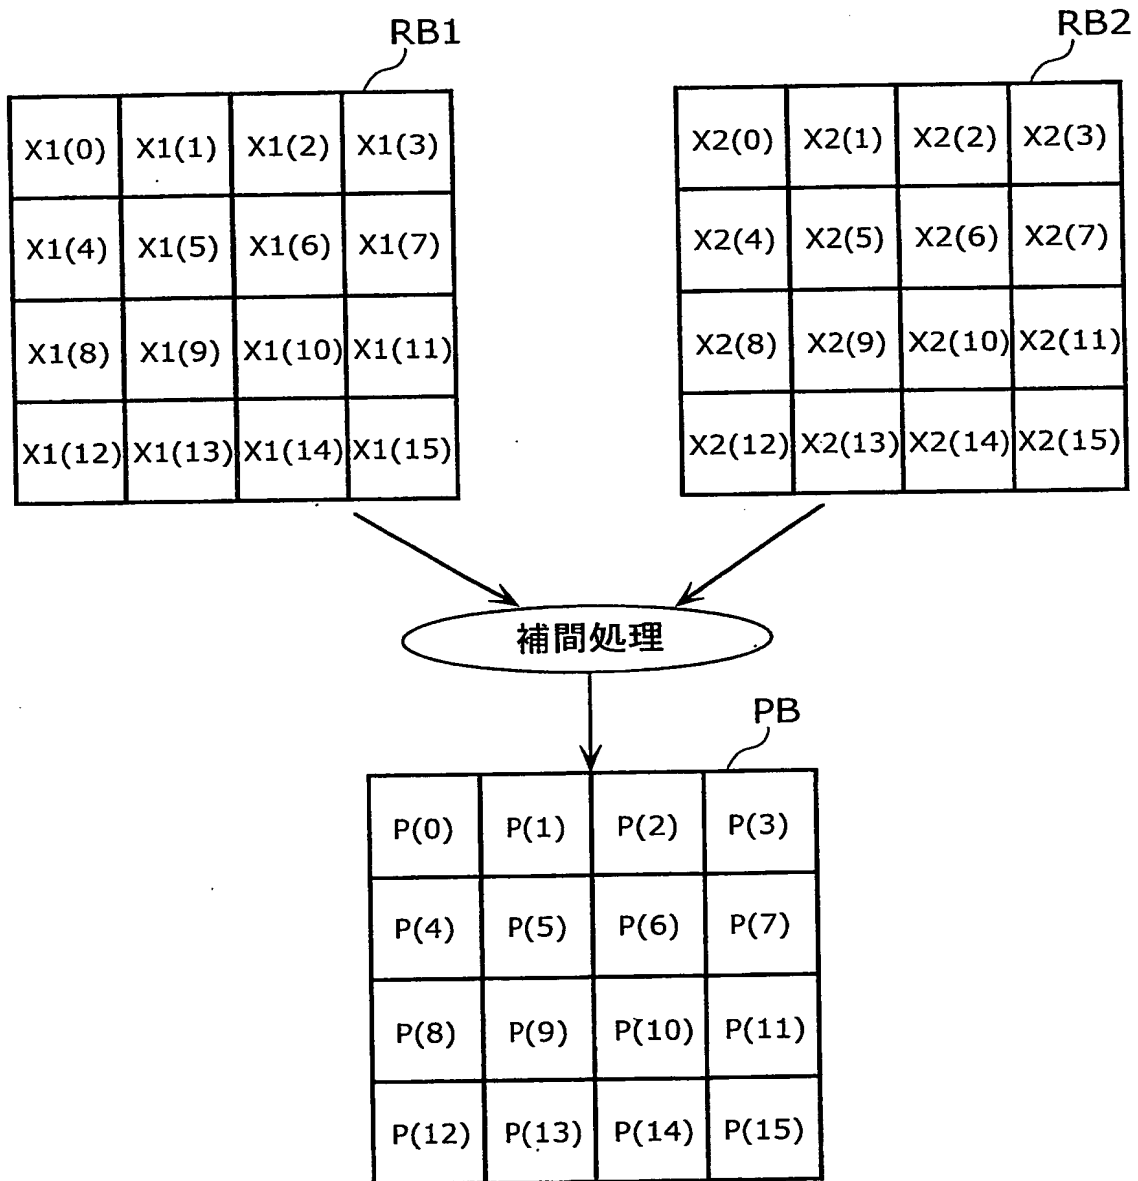 RB1
RB2
X1(0) X1(1) X1(2) X1(3)
X1(4) X1(5) X1(6) X1(7)
X1(8) X1(9) X1(10) X1(11)
X1(12) X1(13) X1(14) X1(15)
X2(0) X2(1) X2(2) X2(3)
X2(4) X2(5) X2(6) X2(7)
X2(8) X2(9) X2(10) X2(11)
X2(12) X2(13) X2(14) X2(15)
補間処理
PB
P(0) P(1) P(2) P(3)
P(4) P(5) P(6) P(7)
P(8) P(9) P(10) P(11)
P(12) P(13) P(14) P(15)